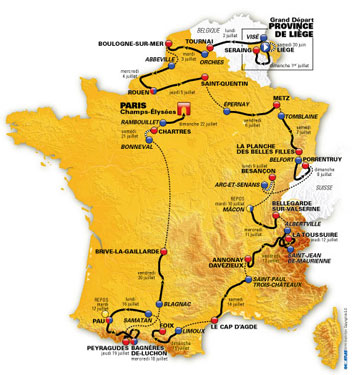 Grand Départ
PROVINCE
DE LIÈGE
BELGIQUE
lundi
2 juillet
VISÉ
samedi 30 juin
LIÈGE
SERAING
dimanche 1er juillet
TOURNAI
BOULOGNE-SUR-MER
mardi
3 juillet
ORCHIES
ABBEVILLE
mercredi
4 juillet
ROUEN
jeudi 5 juillet
SAINT-QUENTIN
vendredi
6 juillet
METZ
ÉPERNAY
TOMBLAINE
samedi
7 juillet
PARIS
Champs-Élysées
RAMBOUILLET
dimanche 22 juillet
CHARTRES
samedi
21 juillet
BONNEVAL
LA PLANCHE
DES BELLES FILLES
BELFORT
PORRENTRUY
dimanche
8 juillet
lundi 9 juillet
BESANÇON
ARC-ET-SENANS
SUISSE
REPOS
mardi 10 juillet
MÂCON
mercredi
11 juillet
BELLEGARDE
SUR-VALSERINE
ALBERTVILLE
LA TOUSSUIRE
jeudi 12 juillet
SAINT-JEAN
DE-MAURIENNE
ANNONAY
DAVÉZIEUX
vendredi
13 juillet
SAINT-PAUL
TROIS-CHÂTEAUX
samedi
14 juillet
LE CAP D'AGDE
BRIVE-LA-GAILLARDE
vendredi
20 juillet
BLAGNAC
REPOS
mardi
17 juillet
lundi
16 juillet
SAMATAN
PAU
FOIX
LIMOUX
dimanche
15 juillet
PEYRAGUDES
jeudi 19 juillet
BAGNÈRES
DE-LUCHON
mercredi 18 juillet